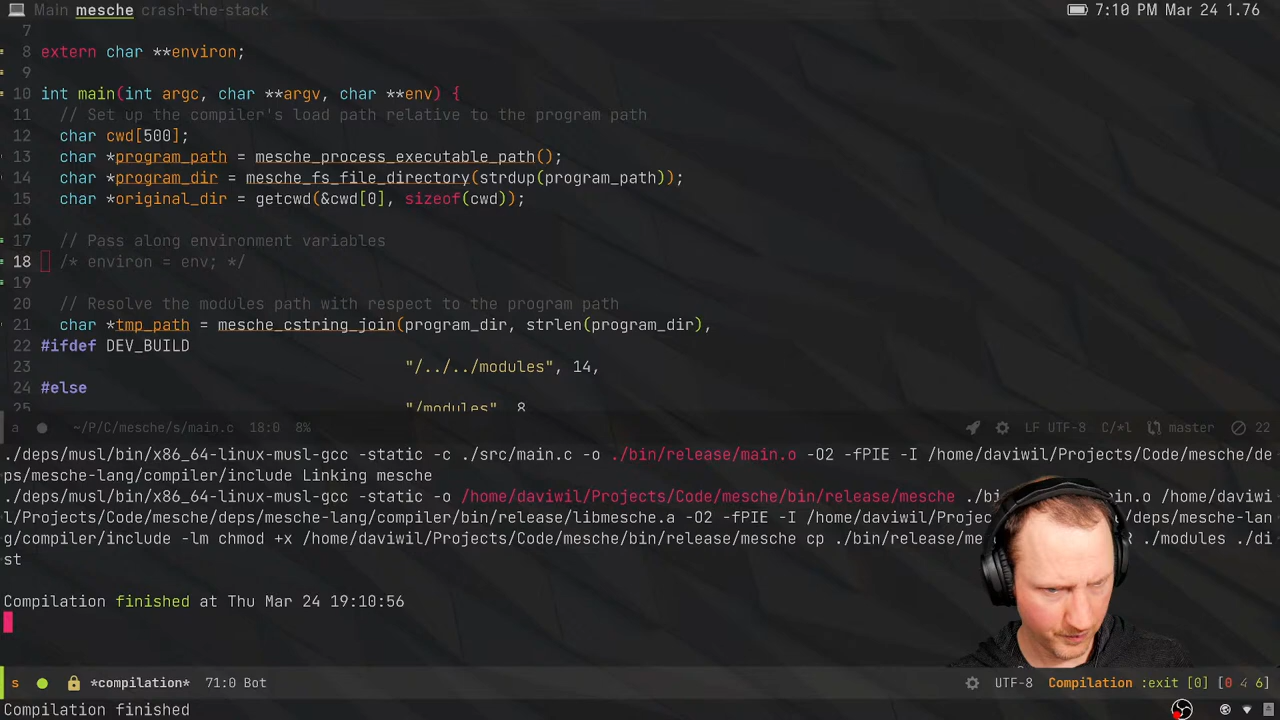 Main mesche crash-the-stack
7:10 PM Mar 24 1.76
7
8 extern char **environ;
9
10 int main(int argc, char **argv, char **env) {
11 // Set up the compiler's load path relative to the program path
12 char cwd[500];
13 char *program_path = mesche_process_executable_path();
14 char *program_dir = mesche_fs_file_directory(strdup(program_path));
15 char *original_dir = getcwd(&cwd[0], sizeof(cwd));
16
17 // Pass along environment variables
18 /* environ = env; */
19
20 // Resolve the modules path with respect to the program path
21 char *tmp_path = mesche_cstring_join(program_dir, strlen(program_dir),
22 #ifdef DEV_BUILD
23 "/../../modules", 14,
24 #else
25 "/modules", 8
a ~/P/C/mesche/s/main.c 18:0 8% LF UTF-8 C/*l master 22
./deps/musl/bin/x86_64-linux-musl-gcc -static -c ./src/main.c -o ./bin/release/main.o -O2 -fPIE -I /home/daviwil/Projects/Code/mesche/de
ps/mesche-lang/compiler/include Linking mesche
./deps/musl/bin/x86_64-linux-musl-gcc -static -o /home/daviwil/Projects/Code/mesche/bin/release/mesche ./bi in.o /home/daviwi
l/Projects/Code/mesche/deps/mesche-lang/compiler/bin/release/libmesche.a -O2 -fPIE -I /home/daviwil/Projec /deps/mesche-lan
g/compiler/include -lm chmod +x /home/daviwil/Projects/Code/mesche/bin/release/mesche cp ./bin/release/me R ./modules ./di
st
Compilation finished at Thu Mar 24 19:10:56
s *compilation* 71:0 Bot UTF-8 Compilation :exit [0] [0 4 6]
Compilation finished